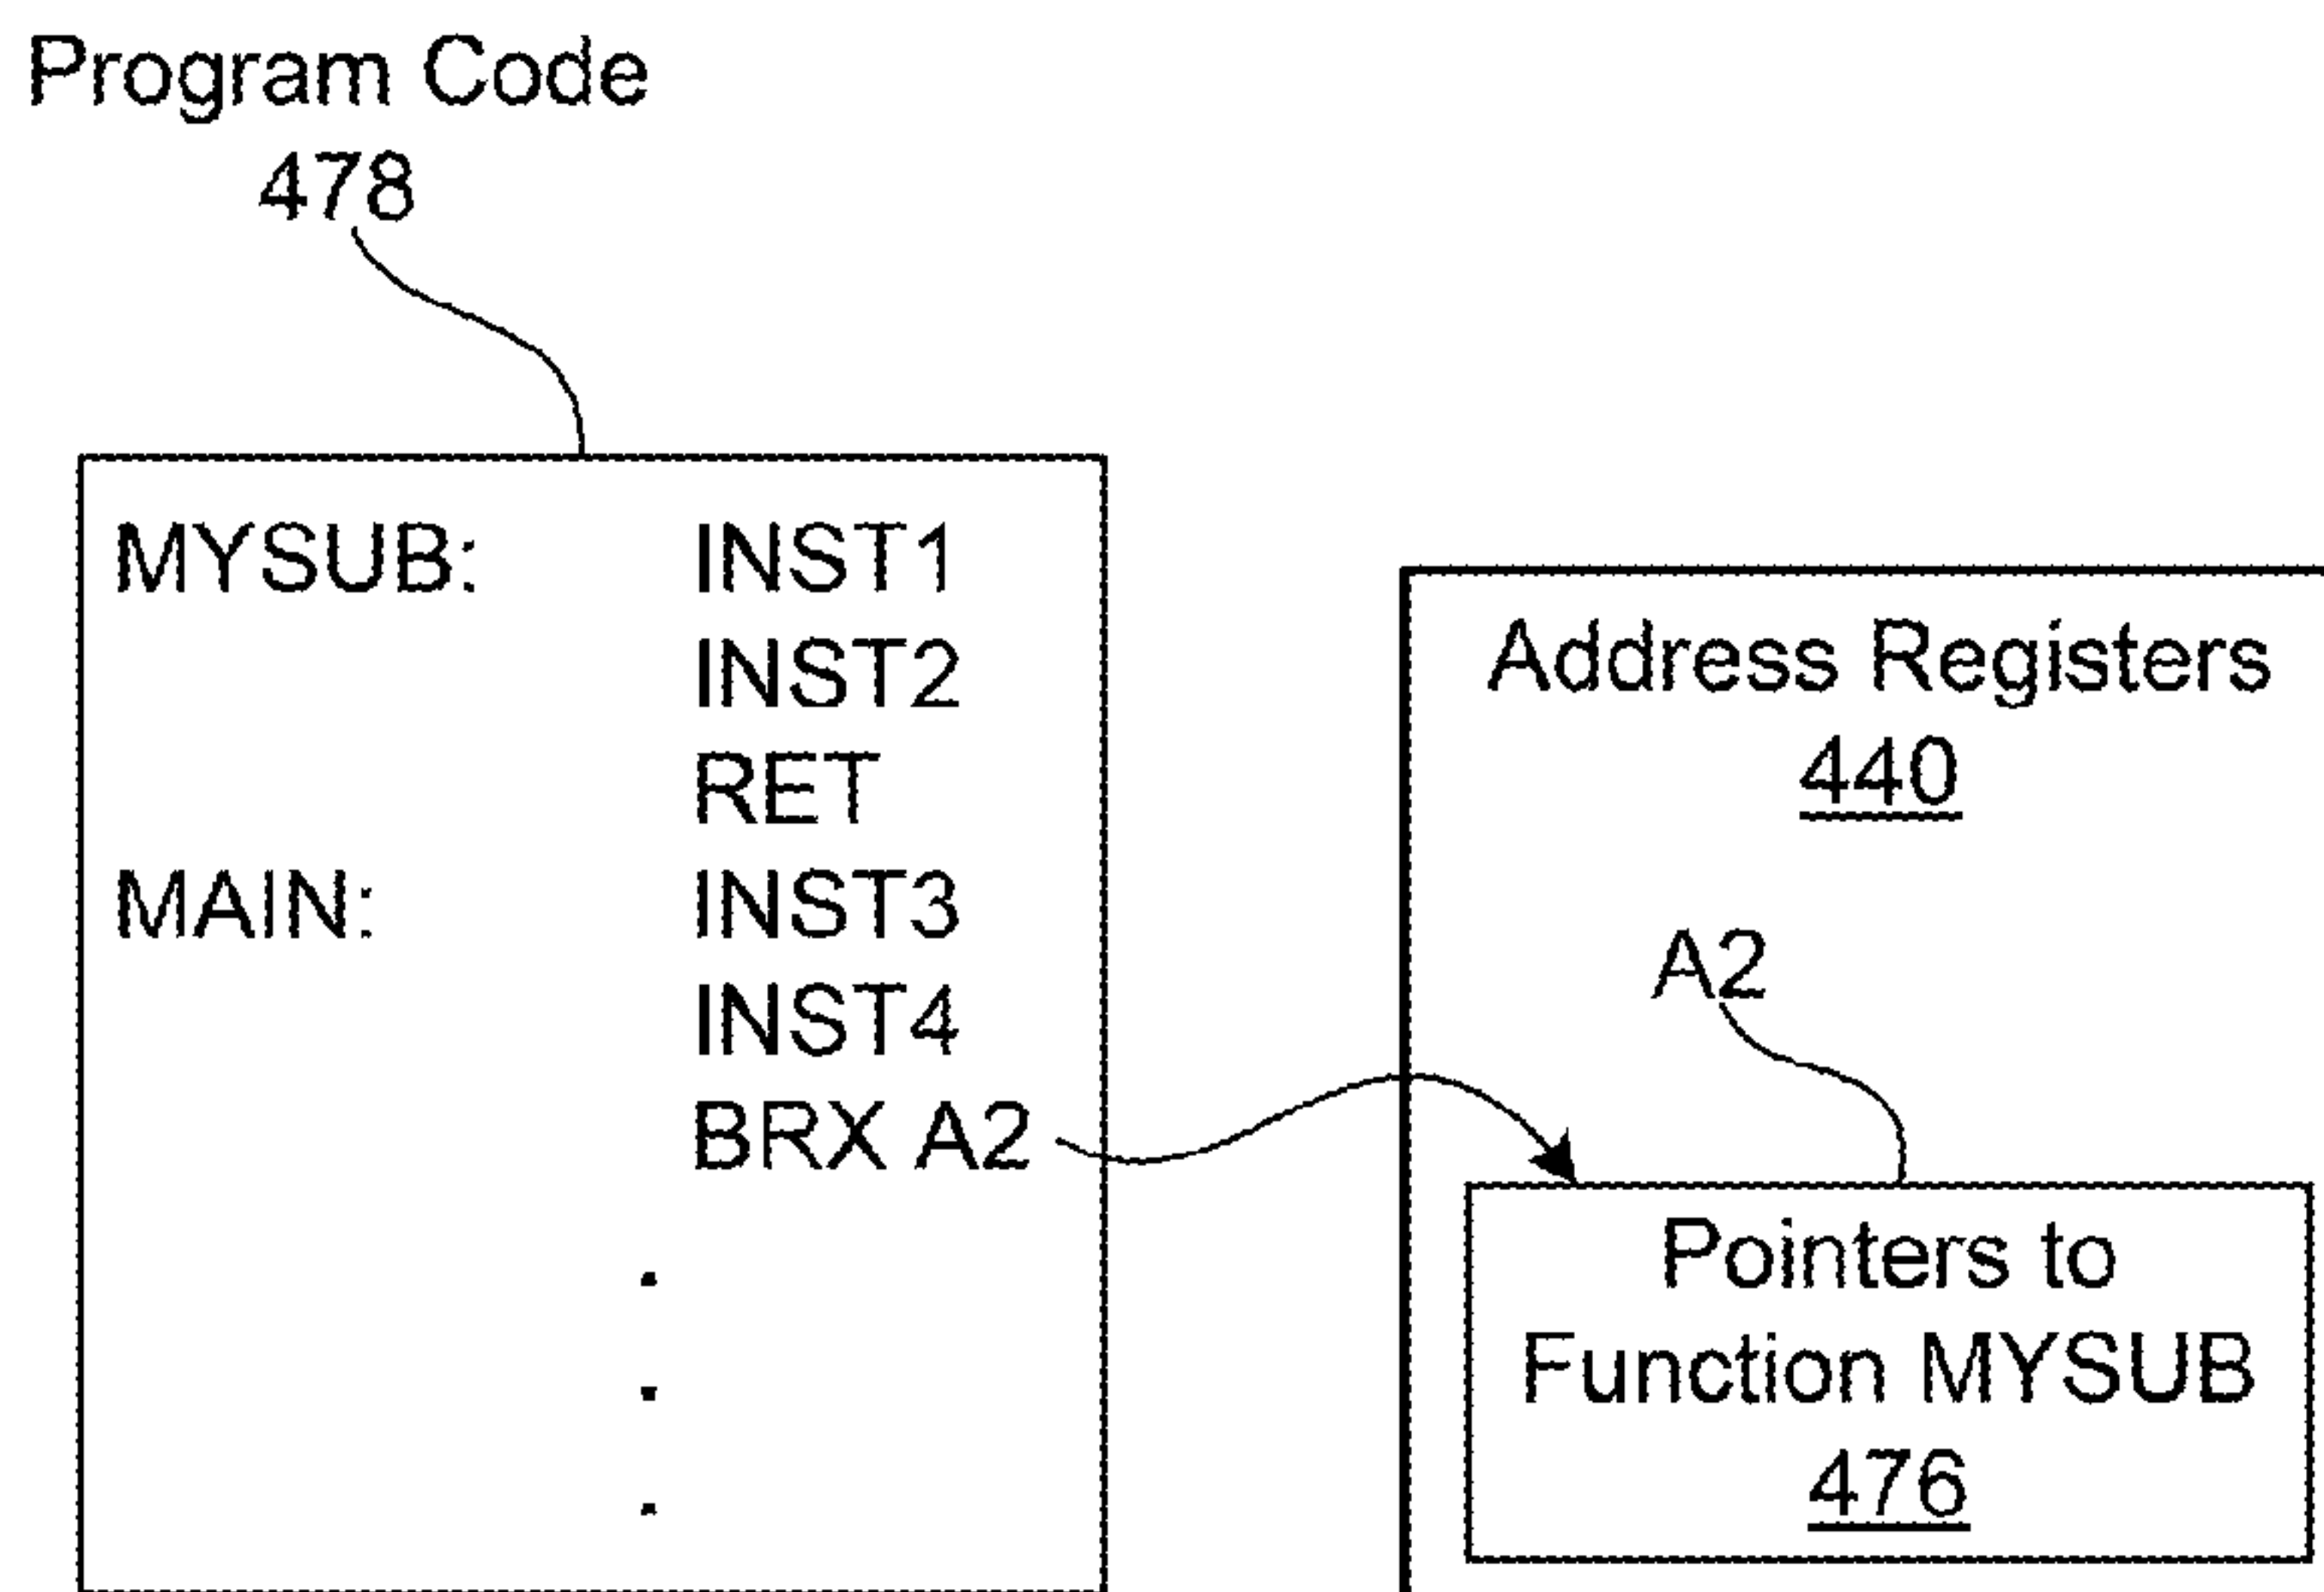 Program Code
478
MYSUB: INST1
INST2
RET
MAIN: INST3
INST4
BRX A2
.
.
.
Address Registers
440
A2
Pointers to
Function MYSUB
476